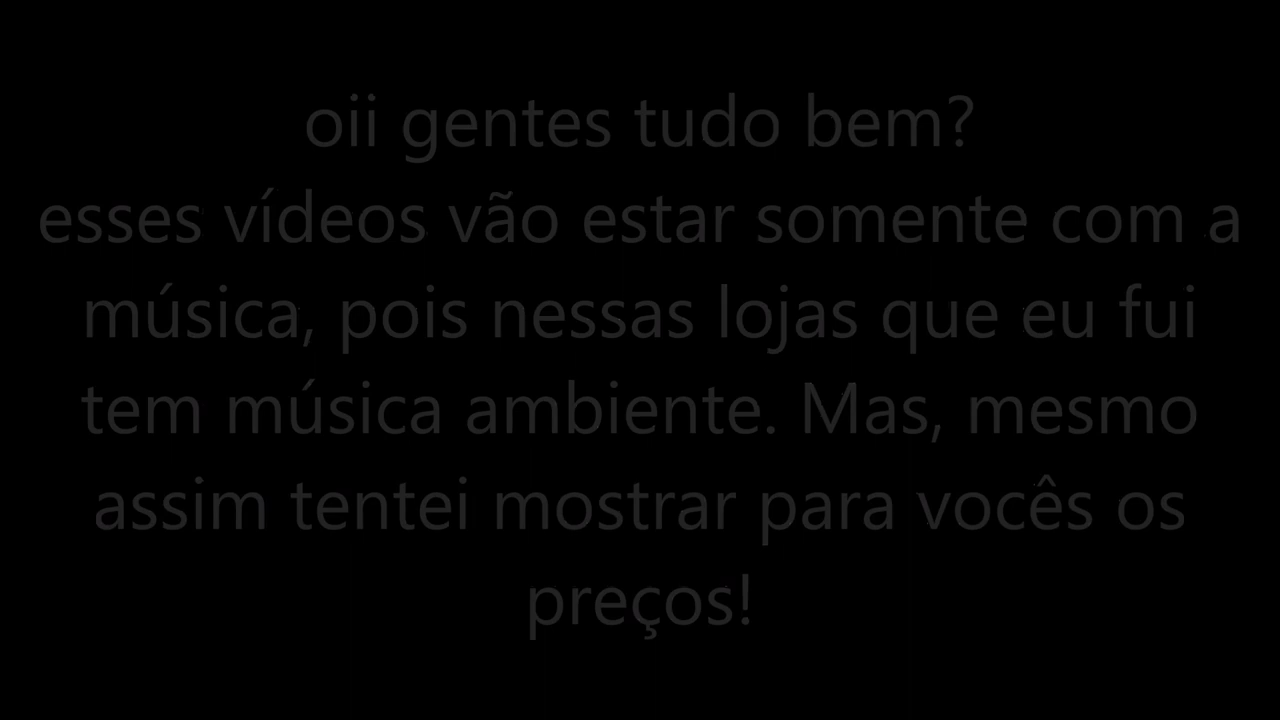 oii gentes tudo bem?
esses vídeos vão estar somente com a
música, pois nessas lojas que eu fui
tem música ambiente. Mas, mesmo
assim tentei mostrar para vocês os
preços!